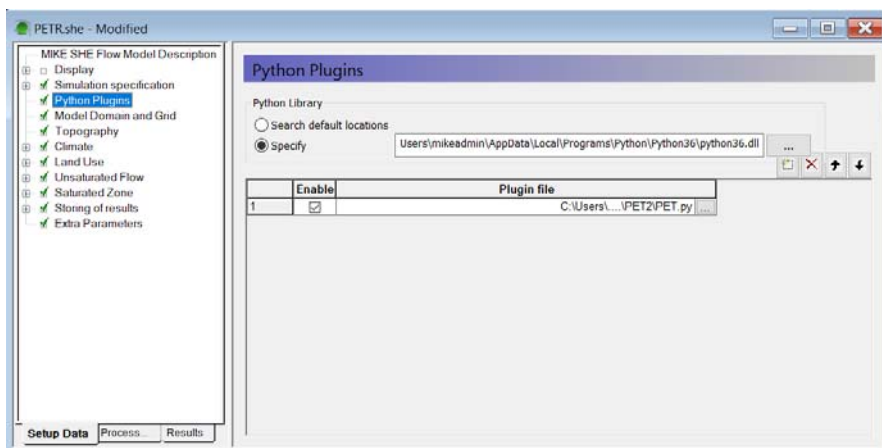 PETR.she - Modified
MIKE SHE Flow Model Description
Display
Simulation specification
Python Plugins
Model Domain and Grid
Topography
Climate
Land Use
Unsaturated Flow
Saturated Zone
Storing of results
Extra Parameters
Setup Data Process... Results
Python Plugins
Python Library
Search default locations
Specify Users\mikeadmin\AppData\Local\Programs\Python\Python36\python36.dll ...
Enable Plugin file
1 C:\Users\....\PET2\PET.py ...